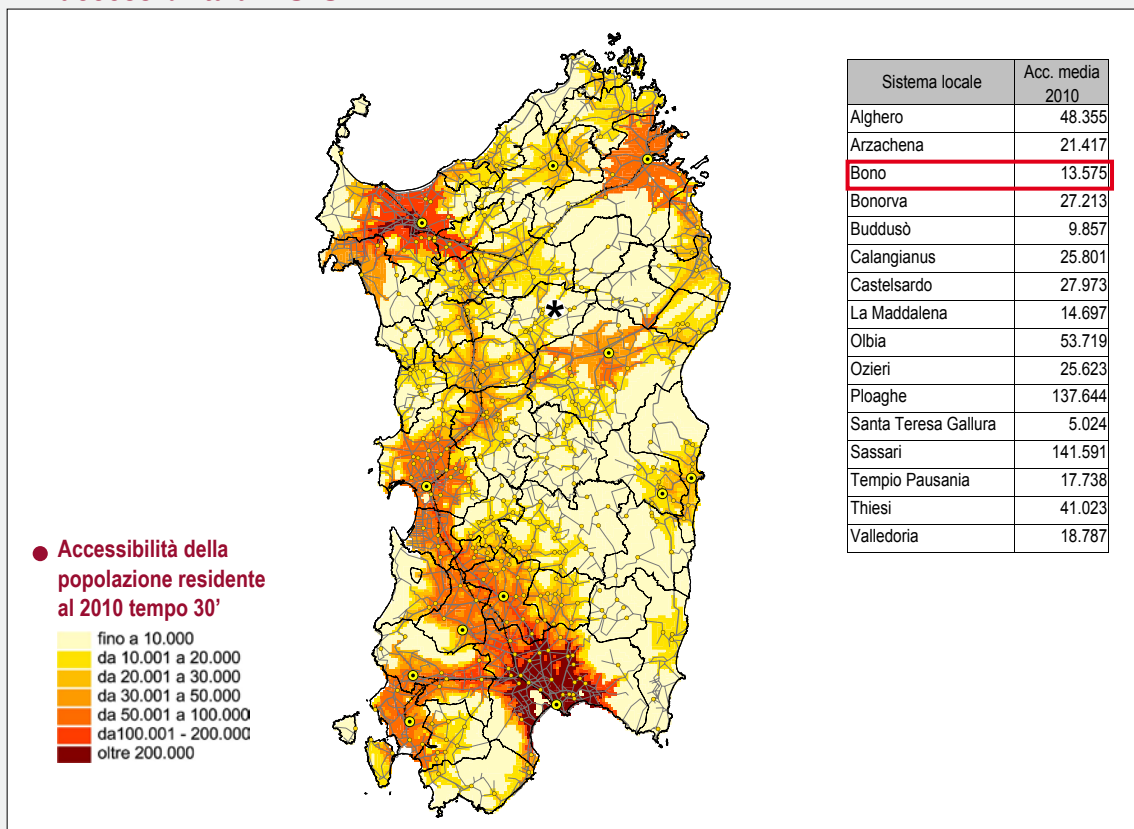 Sistema locale Acc. media 2010
Alghero 48.355
Arzachena 21.417
Bono 13.575
Bonorva 27.213
Buddusò 9.857
Calangianus 25.801
Castelsardo 27.973
La Maddalena 14.697
Olbia 53.719
Ozieri 25.623
Ploaghe 137.644
Santa Teresa Gallura 5.024
Sassari 141.591
Tempio Pausania 17.738
Thiesi 41.023
Valledoria 18.787
*
Accessibilità della
popolazione residente
al 2010 tempo 30’
fino a 10.000
da 10.001 a 20.000
da 20.001 a 30.000
da 30.001 a 50.000
da 50.001 a 100.000
da100.001 - 200.000
oltre 200.000